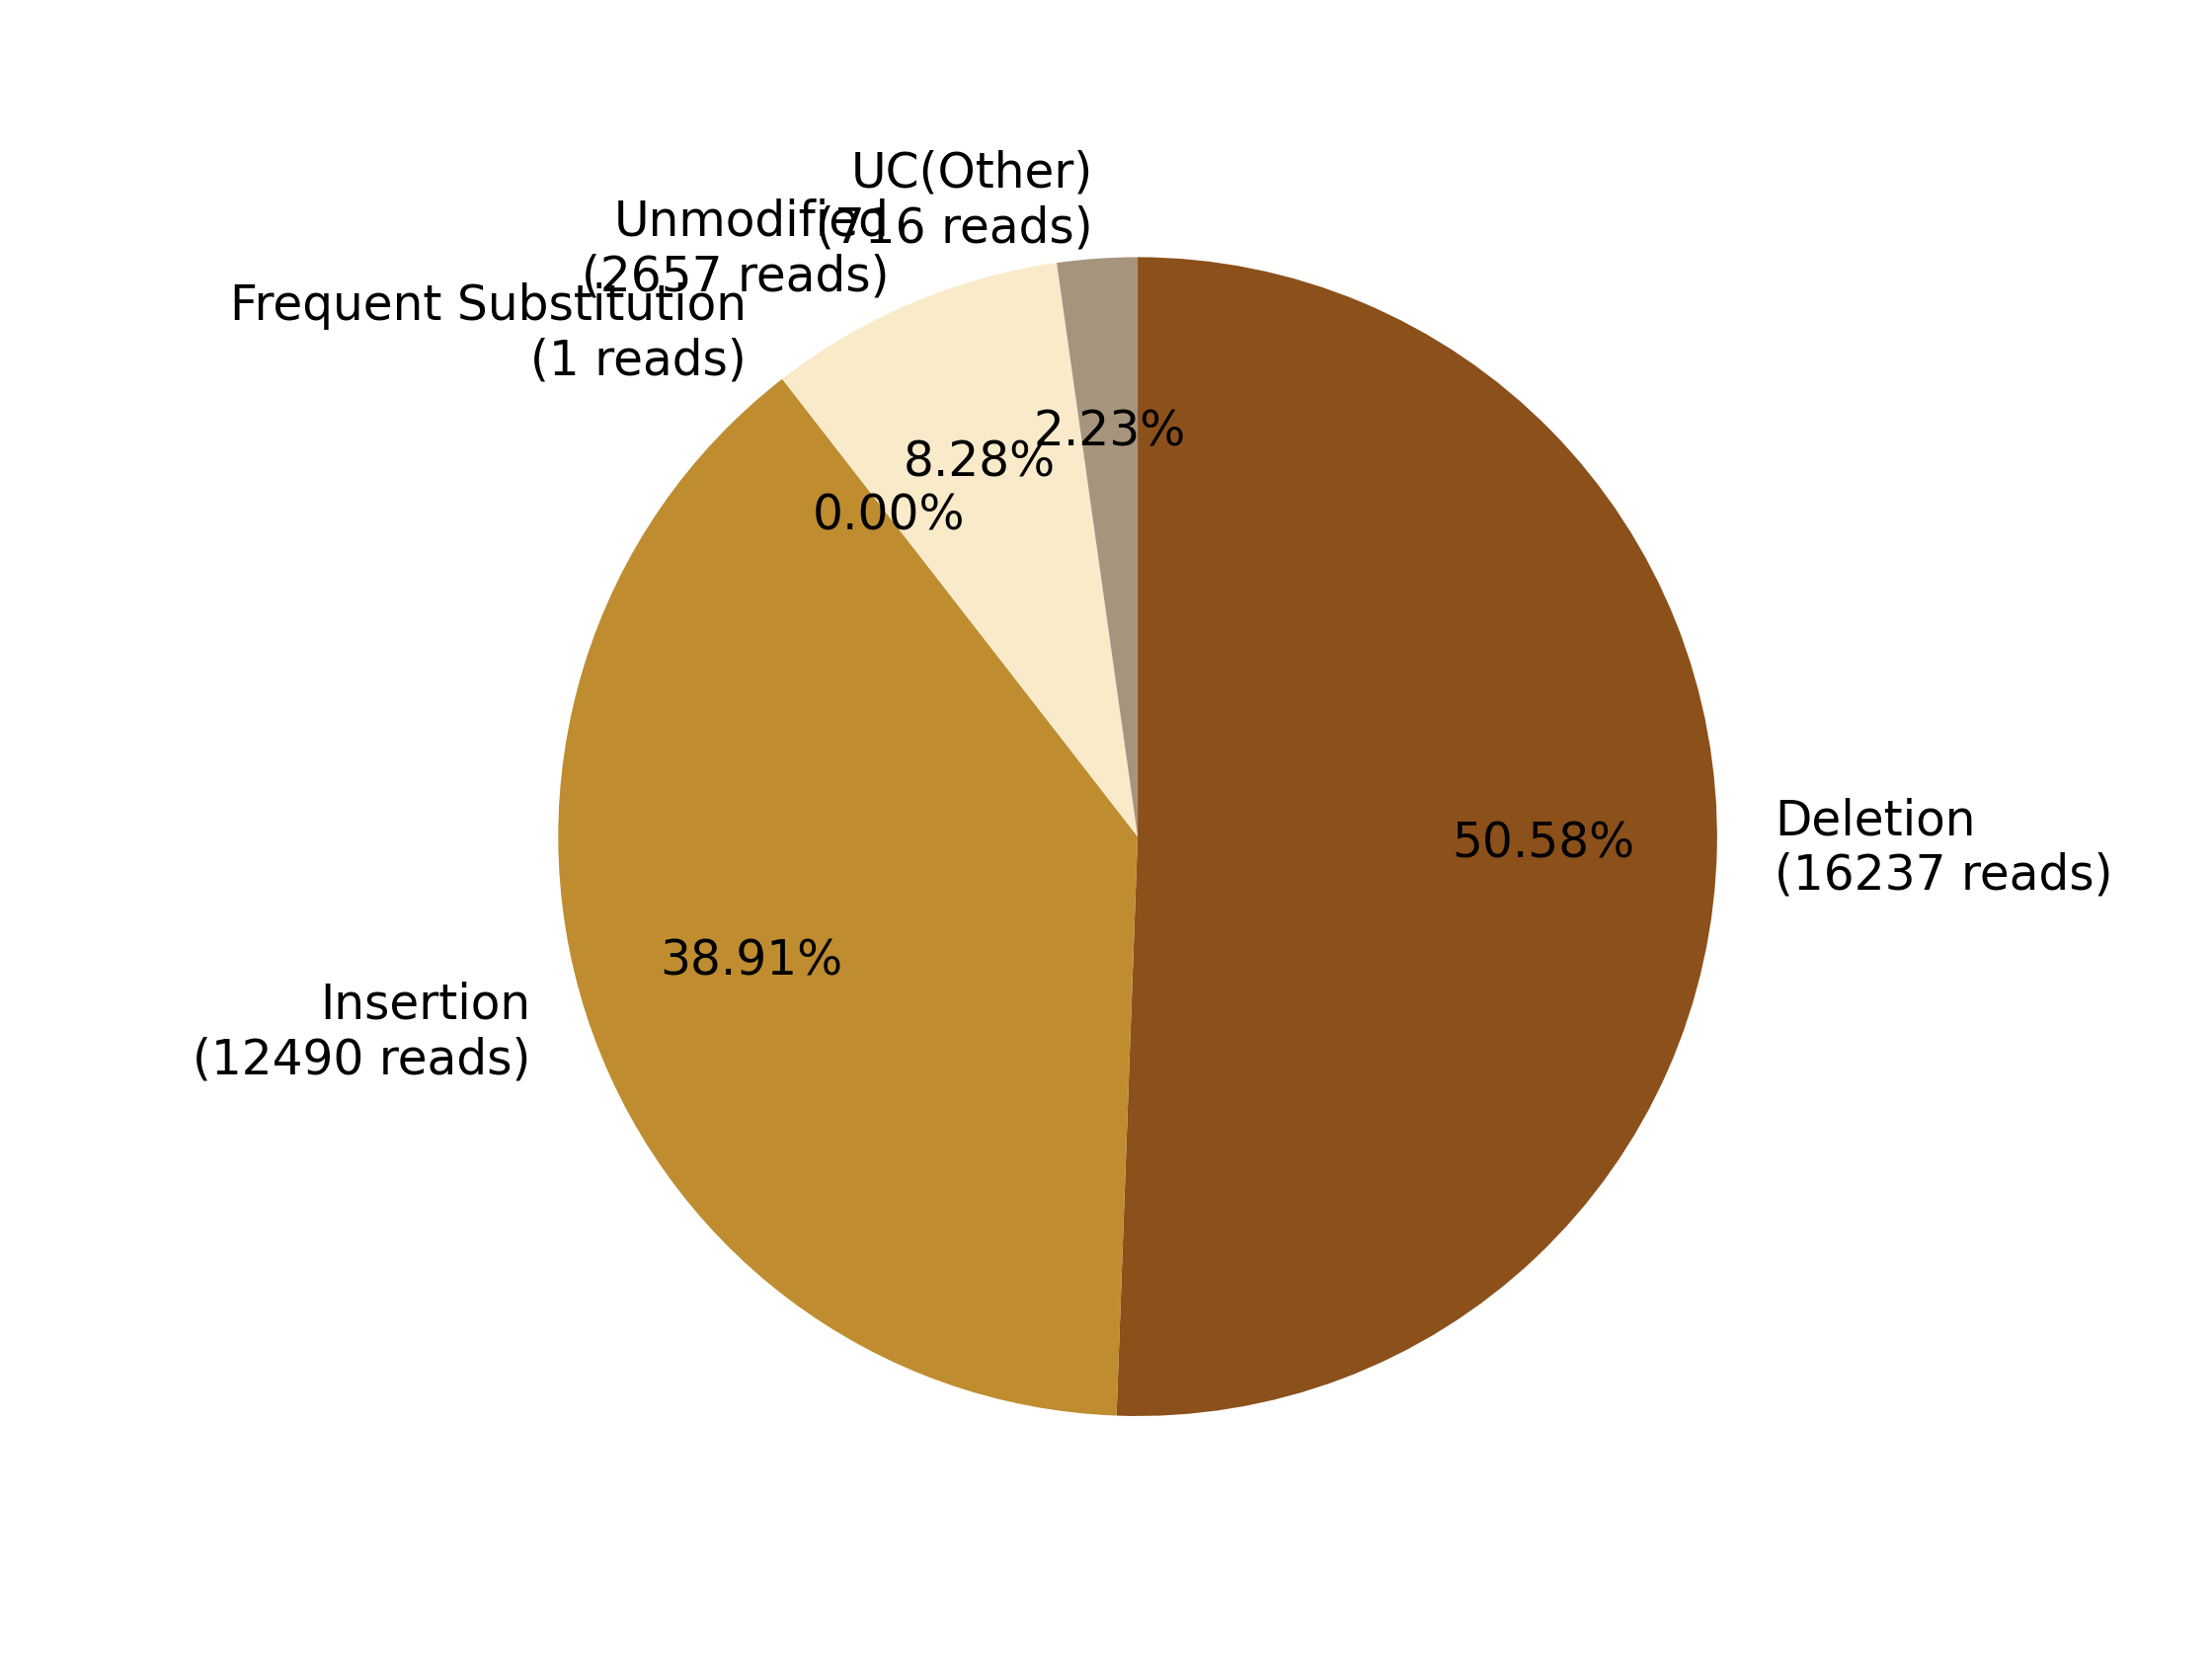 UC(Other)
(716 reads)
Unmodified
(2657 reads)
Frequent Substitution
(1 reads)
2.23%
8.28%
0.00%
50.58%
Deletion
(16237 reads)
38.91%
Insertion
(12490 reads)